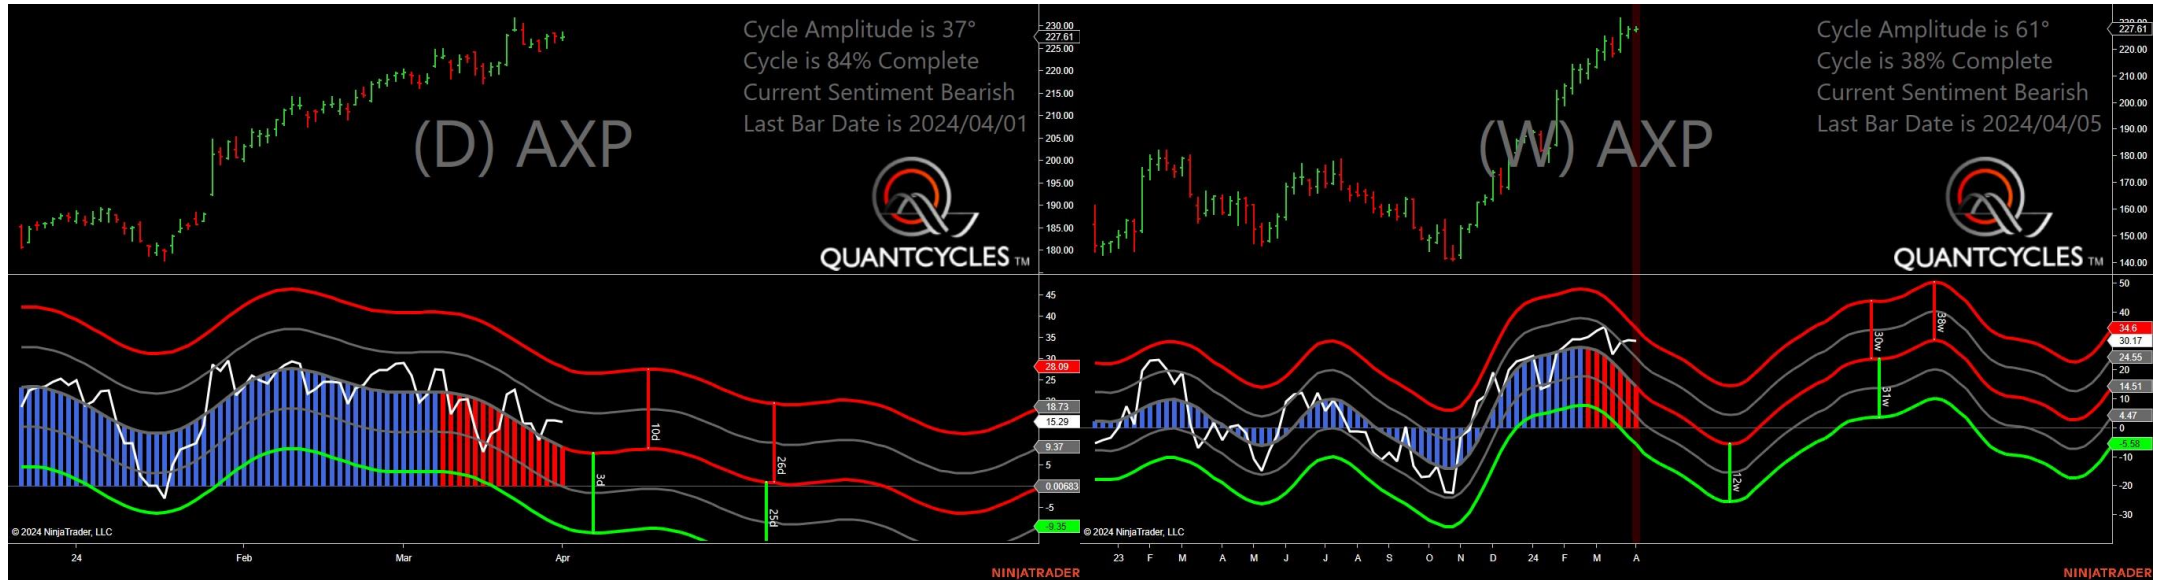 Cycle Amplitude is 37°
Cycle is 84% Complete
Current Sentiment Bearish
Last Bar Date is 2024/04/01
(D) AXP
QUANTCYCLES TM
230.00
227.61
225.00
220.00
215.00
210.00
205.00
200.00
195.00
190.00
185.00
180.00
45
40
35
30
28.09
25
18.73
15.29
9.37
5
0.00683
-5
-9.35
3d
10d
26d
25d
© 2024 NinjaTrader, LLC
24 Feb Mar Apr
NINJATRADER
Cycle Amplitude is 61°
Cycle is 38% Complete
Current Sentiment Bearish
Last Bar Date is 2024/04/05
(W) AXP
QUANTCYCLES TM
230.00
227.61
220.00
210.00
200.00
190.00
180.00
170.00
160.00
150.00
140.00
50
40
34.6
30.17
24.55
20
14.51
10
4.47
0
-5.58
-10
-20
-30
12w
30w
31w
38w
© 2024 NinjaTrader, LLC
23 F M A M J J A S O N D 24 F M A
NINJATRADER